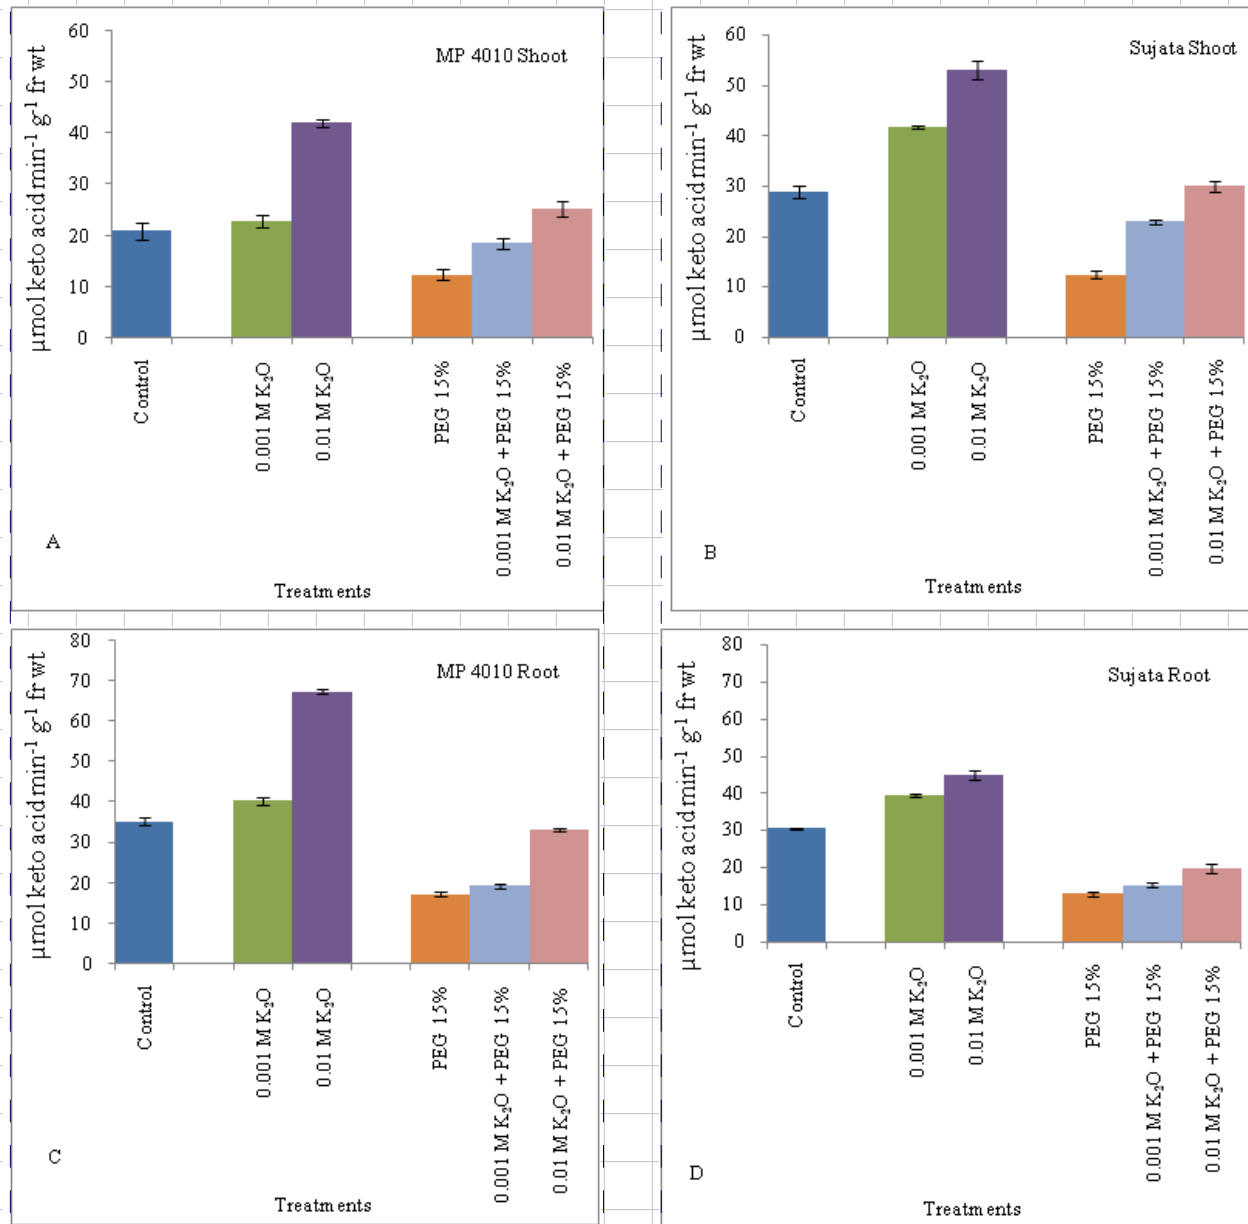 MP 4010 Shoot
µmol keto acid min⁻¹ g⁻¹ fr wt
60
50
40
30
20
10
0
Control
0.001 M K₂O
0.01 M K₂O
PEG 15%
0.001 M K₂O + PEG 15%
0.01 M K₂O + PEG 15%
A
Treatments
Sujata Shoot
µmol keto acid min⁻¹ g⁻¹ fr wt
60
50
40
30
20
10
0
Control
0.001 M K₂O
0.01 M K₂O
PEG 15%
0.001 M K₂O + PEG 15%
0.01 M K₂O + PEG 15%
B
Treatments
MP 4010 Root
µmol keto acid min⁻¹ g⁻¹ fr wt
80
70
60
50
40
30
20
10
0
Control
0.001 M K₂O
0.01 M K₂O
PEG 15%
0.001 M K₂O + PEG 15%
0.01 M K₂O + PEG 15%
C
Treatments
Sujata Root
µmol keto acid min⁻¹ g⁻¹ fr wt
80
70
60
50
40
30
20
10
0
Control
0.001 M K₂O
0.01 M K₂O
PEG 15%
0.001 M K₂O + PEG 15%
0.01 M K₂O + PEG 15%
D
Treatments